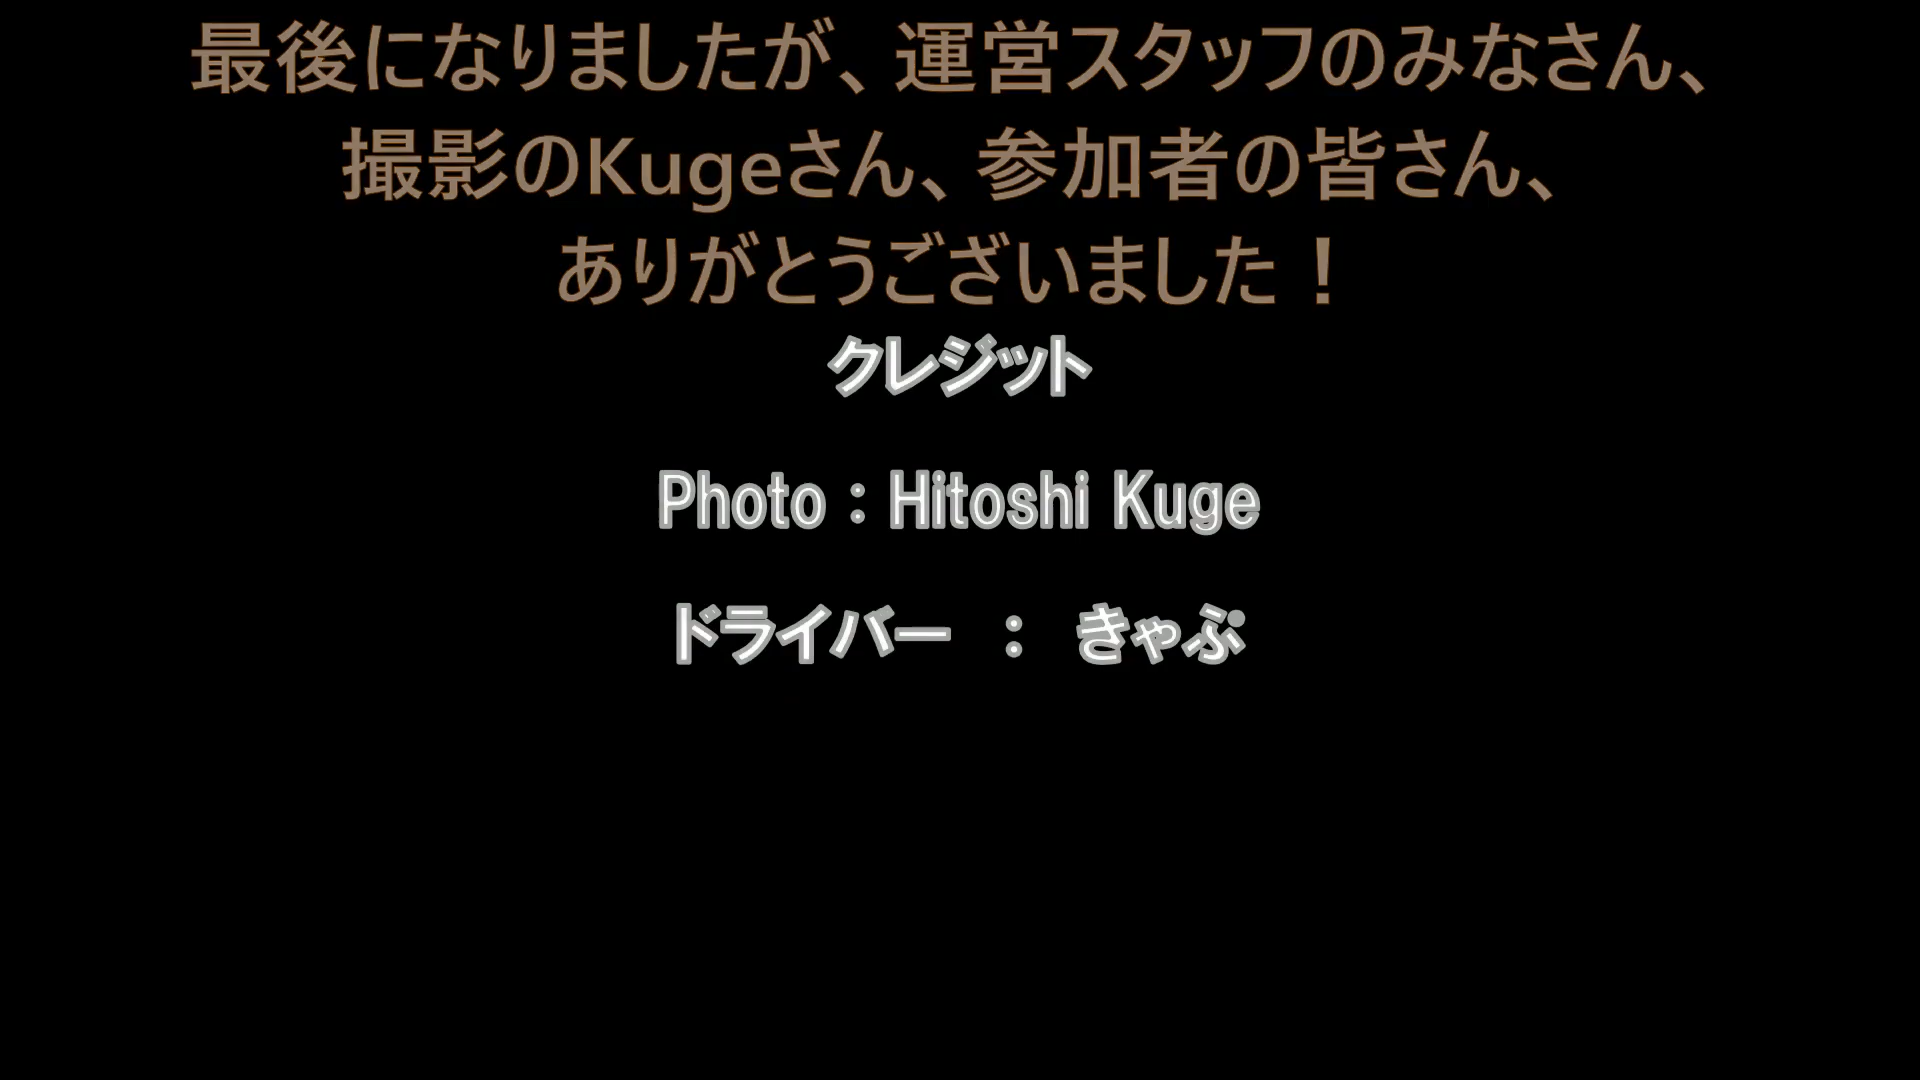 最後になりましたが、運営スタッフのみなさん、
撮影のKugeさん、参加者の皆さん、
ありがとうございました！
クレジット
Photo：Hitoshi Kuge
ドライバー　：　きゃぷ